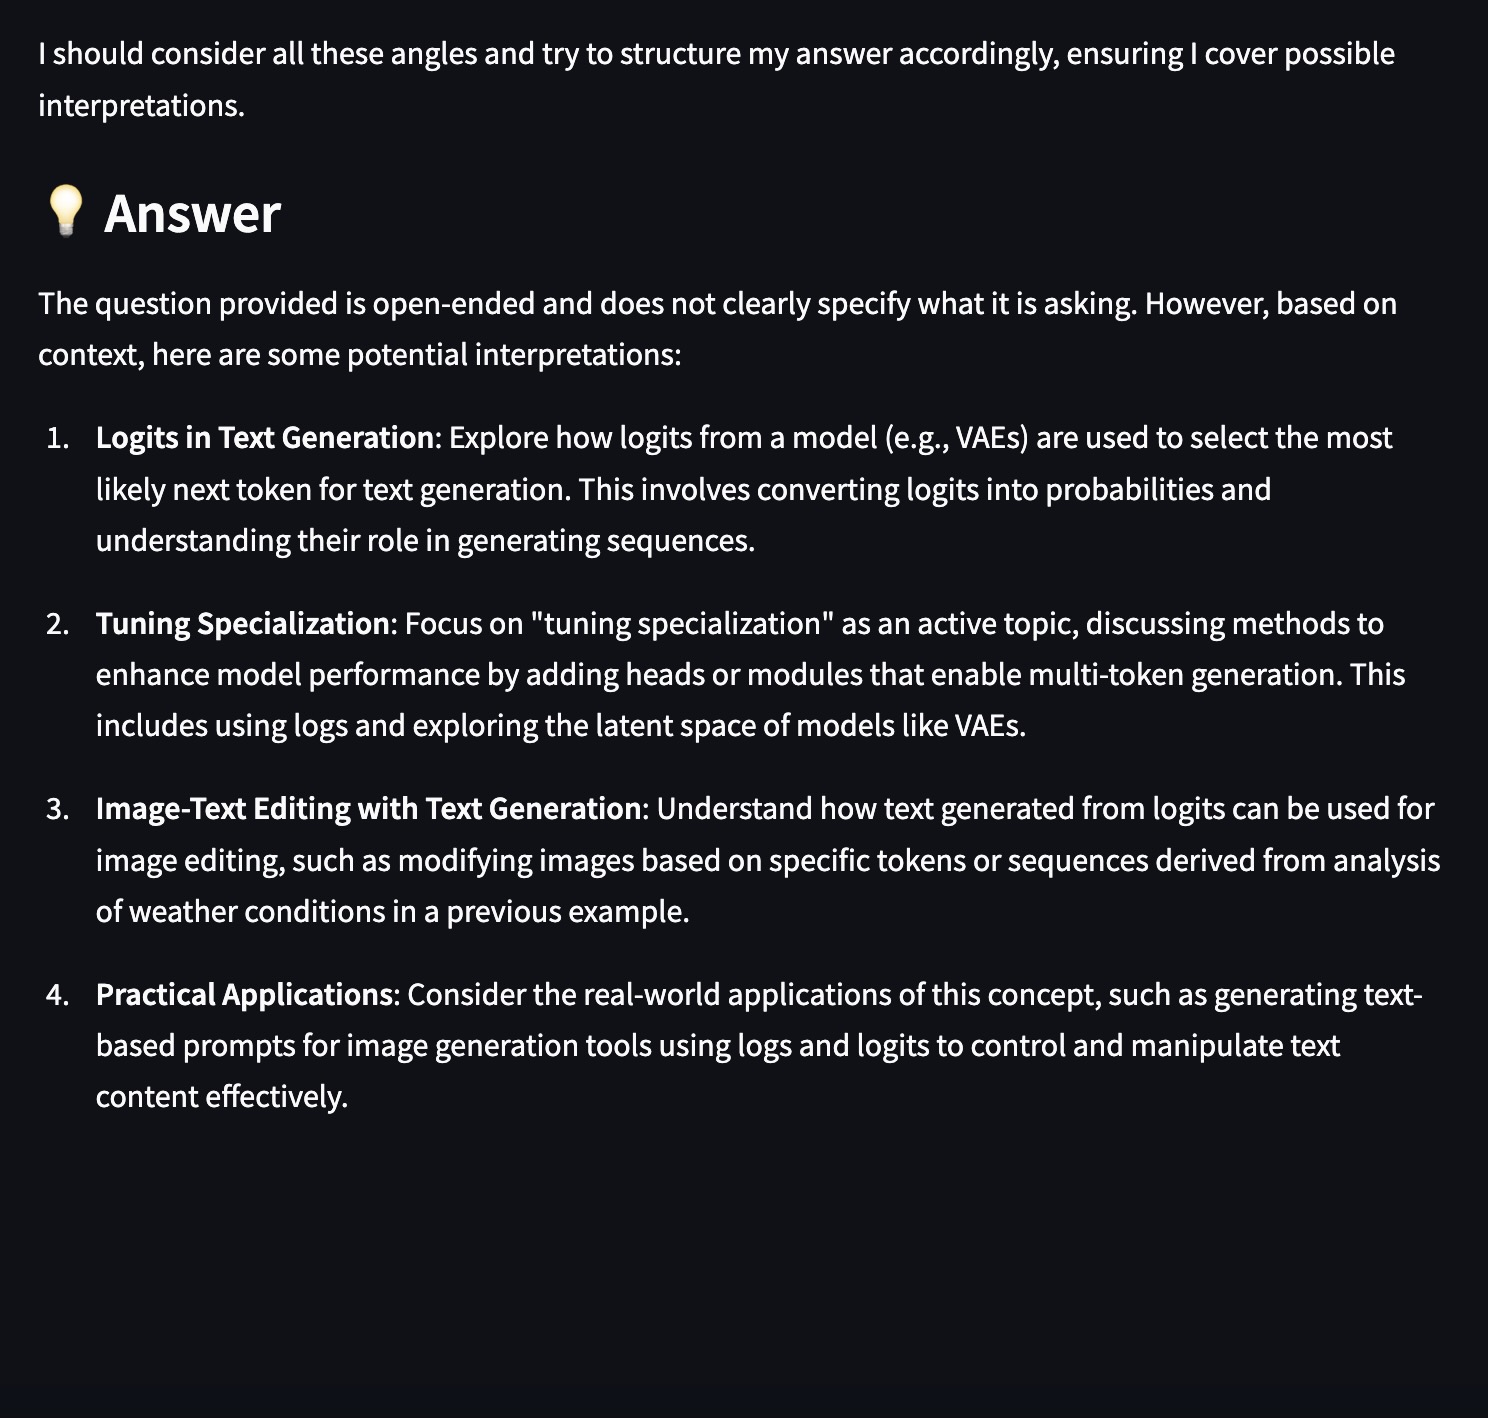 I should consider all these angles and try to structure my answer accordingly, ensuring I cover possible
interpretations.
💡 Answer
The question provided is open-ended and does not clearly specify what it is asking. However, based on
context, here are some potential interpretations:
1. Logits in Text Generation: Explore how logits from a model (e.g., VAEs) are used to select the most
likely next token for text generation. This involves converting logits into probabilities and
understanding their role in generating sequences.
2. Tuning Specialization: Focus on "tuning specialization" as an active topic, discussing methods to
enhance model performance by adding heads or modules that enable multi-token generation. This
includes using logs and exploring the latent space of models like VAEs.
3. Image-Text Editing with Text Generation: Understand how text generated from logits can be used for
image editing, such as modifying images based on specific tokens or sequences derived from analysis
of weather conditions in a previous example.
4. Practical Applications: Consider the real-world applications of this concept, such as generating text-
based prompts for image generation tools using logs and logits to control and manipulate text
content effectively.